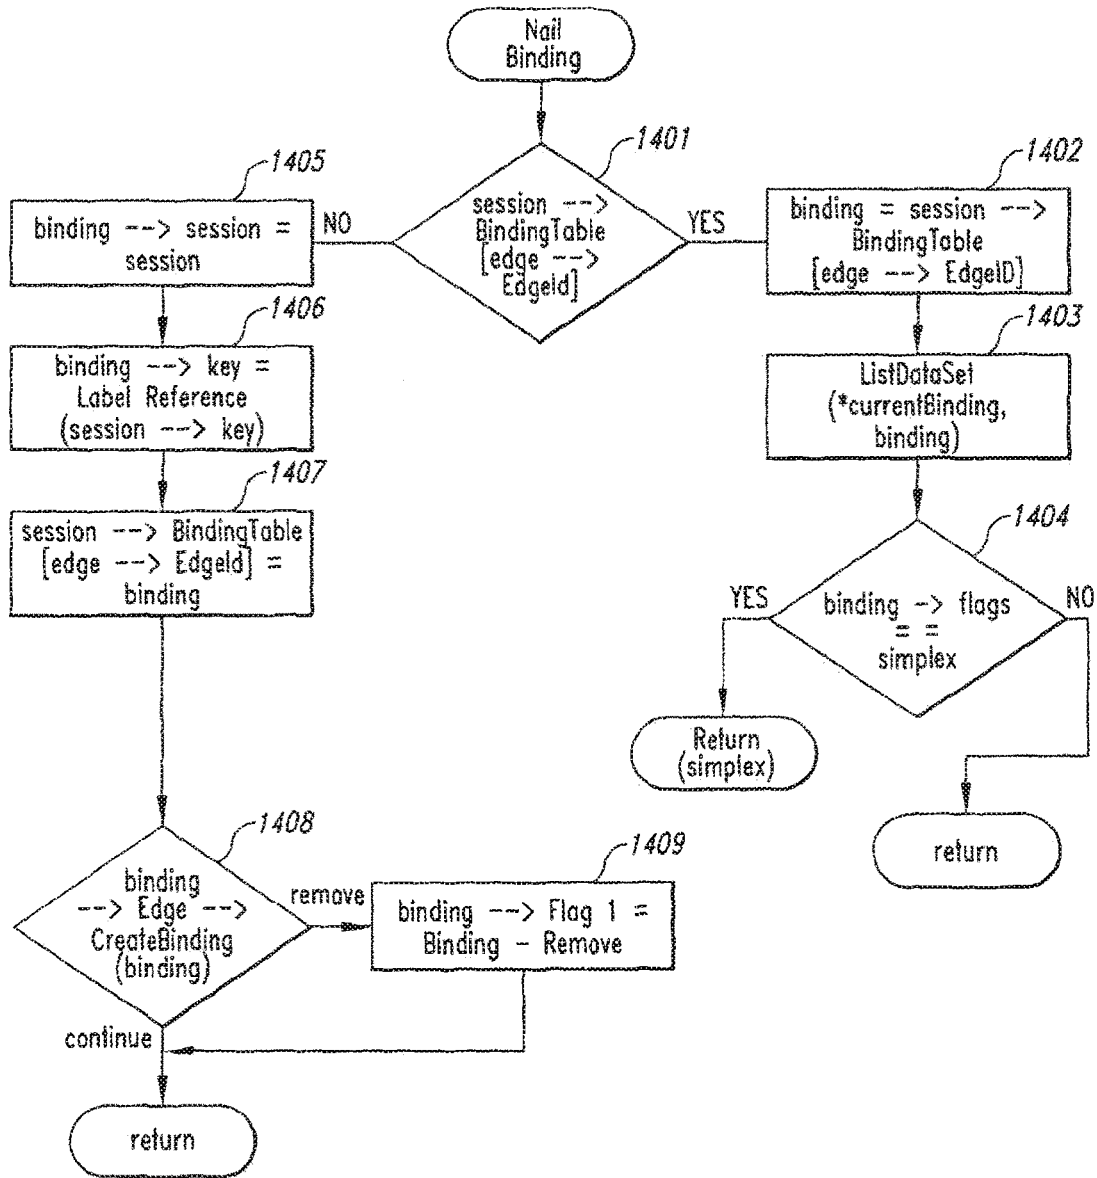 Nail
Binding
1401
session --> 
BindingTable
[edge -->
EdgeId]
NO
YES
1405
binding --> session =
session
1406
binding --> key =
Label Reference
(session --> key)
1407
session --> BindingTable
[edge --> EdgeId] =
binding
1408
binding
--> Edge -->
CreateBinding
(binding)
remove
continue
1409
binding --> Flag 1 =
Binding - Remove
return
1402
binding = session -->
BindingTable
[edge --> EdgeID]
1403
ListDataSet
(*currentBinding,
binding)
1404
binding -> flags
= =
simplex
YES
NO
Return
(simplex)
return